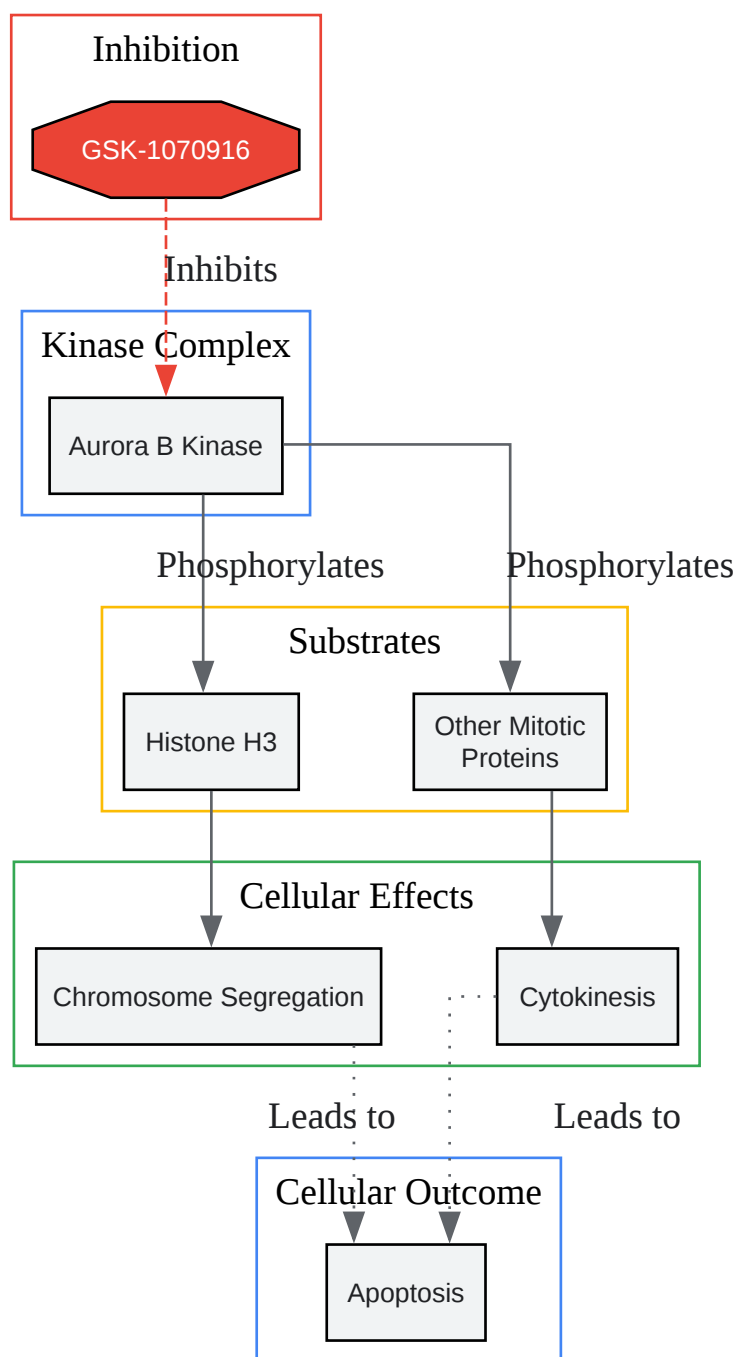 Inhibition
GSK-1070916
Inhibits
Kinase Complex
Aurora B Kinase
Phosphorylates
Phosphorylates
Substrates
Histone H3
Other Mitotic
Proteins
Cellular Effects
Chromosome Segregation
Cytokinesis
Leads to
Leads to
Cellular Outcome
Apoptosis